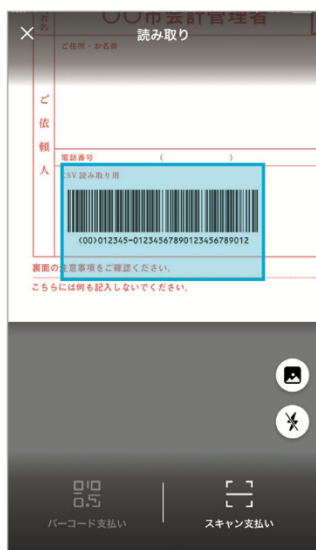 〇〇市会計管理者
読み取り
ご住所・お名前
ご依頼人
電話番号 ( )
CSV 読み取り用
(00)012345-01234567890123456789012
裏面の注意事項をご確認ください。
こちらには何も記入しないでください。
バーコード支払い
スキャン支払い